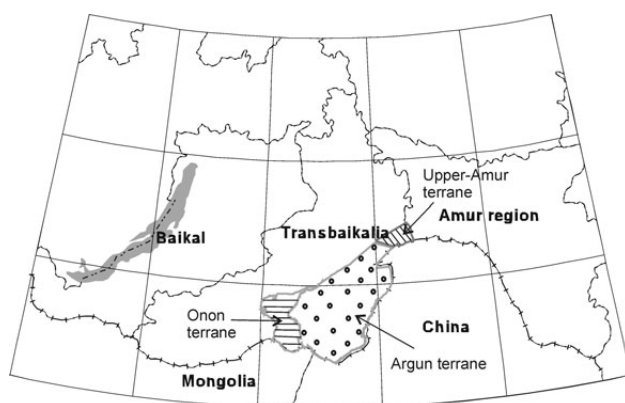 Upper-Amur
terrane
Transbaikalia
Amur region
Baikal
Onon
terrane
China
Argun terrane
Mongolia